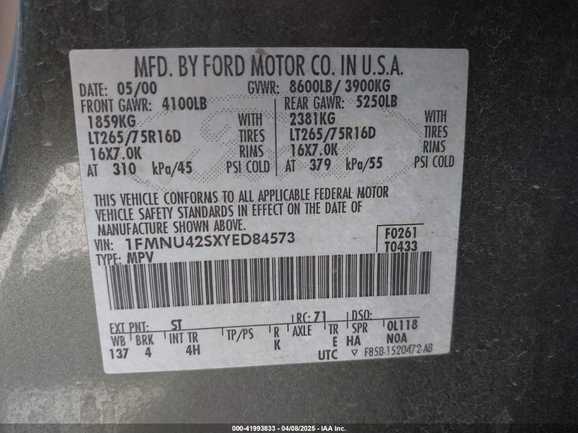 MFD. BY FORD MOTOR CO. IN U.S.A.
DATE: 05/00 GVWR: 8600LB/ 3900KG
FRONT GAWR: 4100LB REAR GAWR: 5250LB
1859KG WITH 2381KG WITH
LT265/75R16D TIRES LT265/75R16D TIRES
16X7.0K RIMS 16X7.0K RIMS
AT 310 kPa/45 PSI COLD AT 379 kPa/55 PSI COLD
THIS VEHICLE CONFORMS TO ALL APPLICABLE FEDERAL MOTOR
VEHICLE SAFETY STANDARDS IN EFFECT ON THE DATE OF
MANUFACTURE SHOWN ABOVE.
VIN: 1FMNU42SXYED84573 F0261
TYPE: MPV T0433
EXT PNT: ST RC: 71 DSO:
WB BRK INT TR TP/PS R AXLE TR SPR OL118
137 4 4H K E HA NOA
UTC F85B-1520472-AB
000-41993833 - 04/08/2025 - IAAI.COM